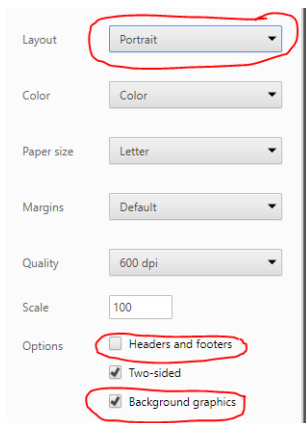 Layout Portrait
Color Color
Paper size Letter
Margins Default
Quality 600 dpi
Scale 100
Options Headers and footers
Two-sided
Background graphics